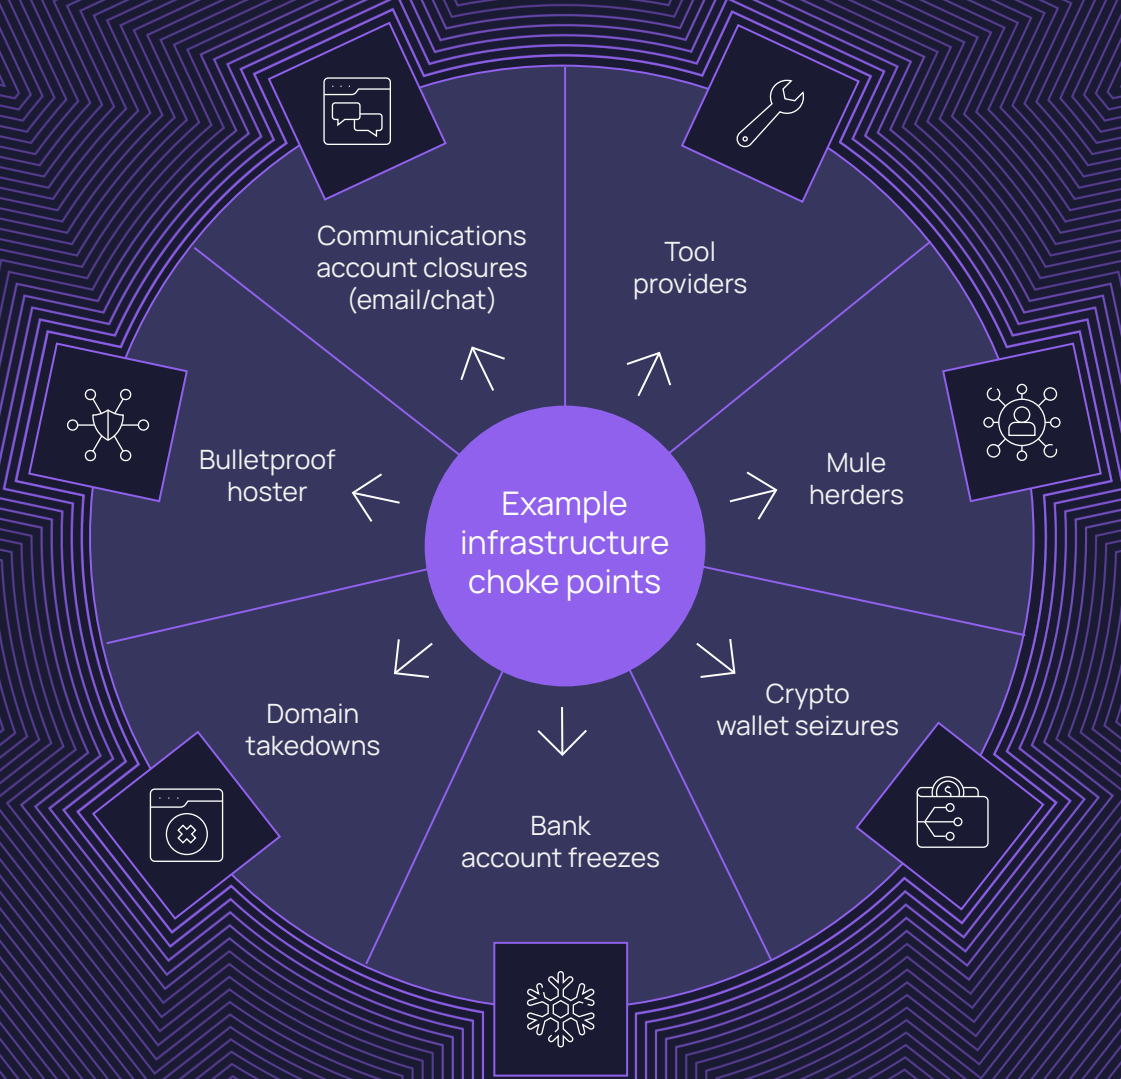 Communications
account closures
(email/chat)
Tool
providers
Bulletproof
hoster
Mule
herders
Example
infrastructure
choke points
Domain
takedowns
Crypto
wallet seizures
Bank
account freezes